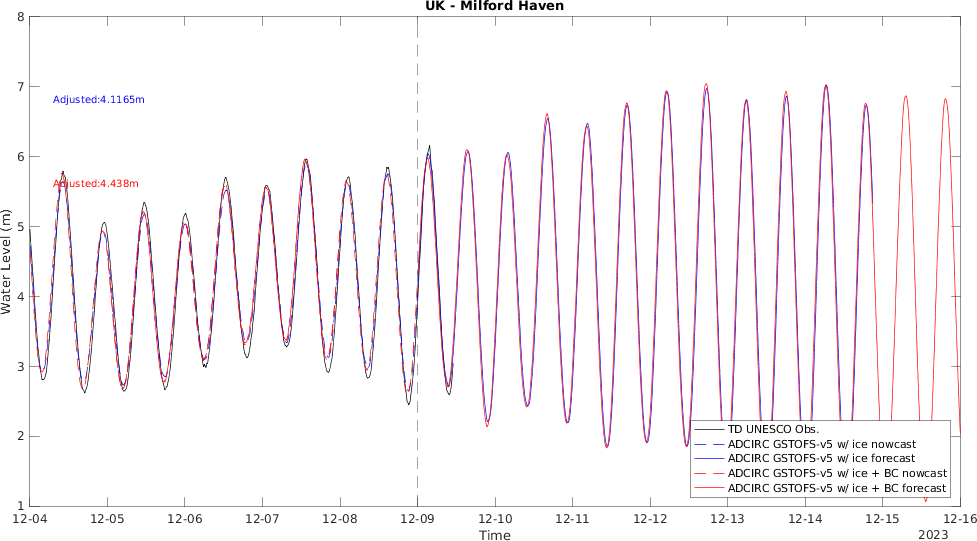 UK - Milford Haven
8
7
6
5
4
3
2
1
Water Level (m)
Adjusted:4.1165m
Adjusted:4.438m
TD UNESCO Obs.
ADCIRC GSTOFS-v5 w/ ice nowcast
ADCIRC GSTOFS-v5 w/ ice forecast
ADCIRC GSTOFS-v5 w/ ice + BC nowcast
ADCIRC GSTOFS-v5 w/ ice + BC forecast
12-04 12-05 12-06 12-07 12-08 12-09 12-10 12-11 12-12 12-13 12-14 12-15 12-16
Time
2023